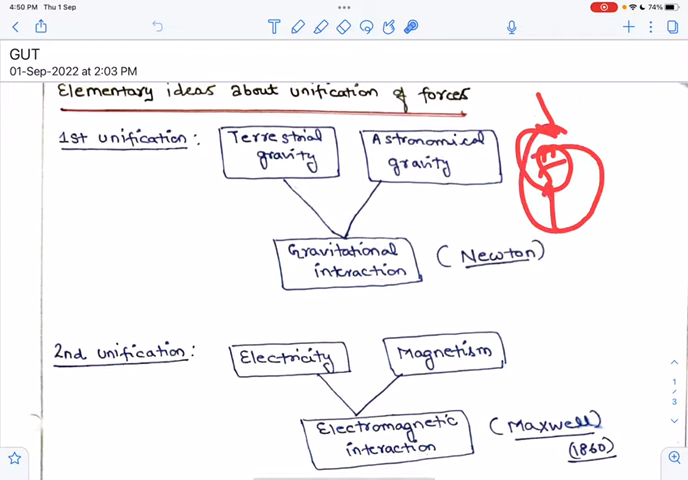 4:50 PM Thu 1 Sep
74%
GUT
01-Sep-2022 at 2:03 PM
Elementary ideas about unification of forces
1st unification :
Terrestrial gravity
Astronomical gravity
Gravitational interaction
(Newton)
2nd unification :
Electricity
Magnetism
Electromagnetic interaction
(Maxwell)
(1860)
1
/
3